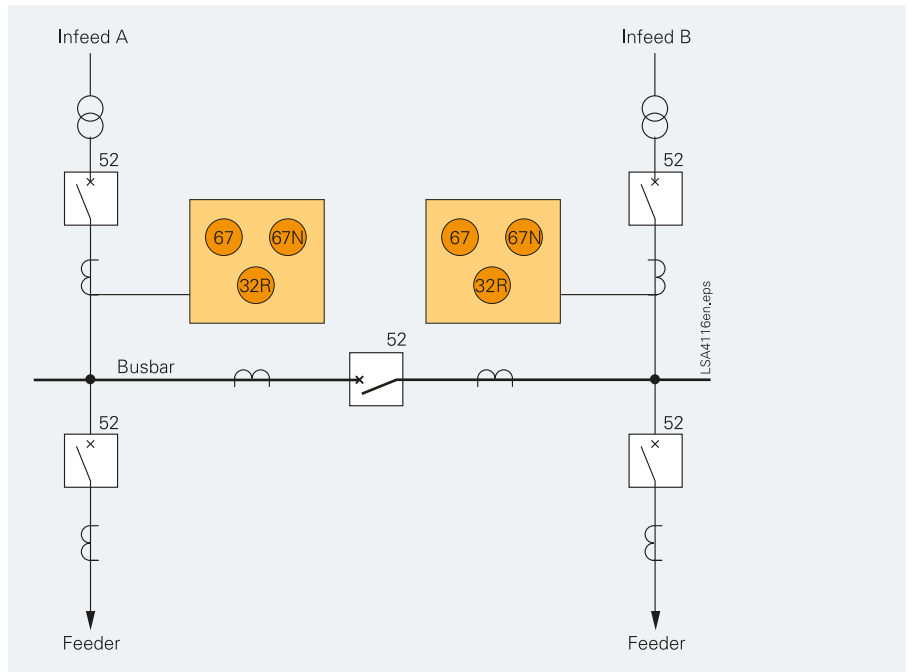 Infeed A
Infeed B
52
52
67
67N
32R
67
67N
32R
LSA4116en.eps
52
Busbar
52
52
Feeder
Feeder